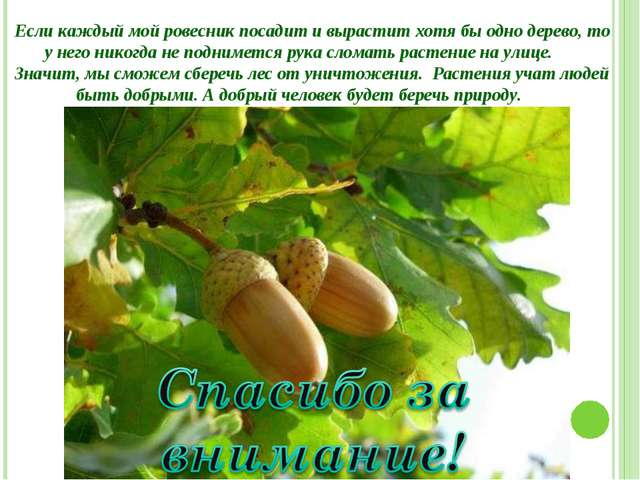 Если каждый мой ровесник посадит и вырастит хотя бы одно дерево, то
у него никогда не поднимется рука сломать растение на улице.
Значит, мы сможем сберечь лес от уничтожения. Растения учат людей
быть добрыми. А добрый человек будет беречь природу.
Спасибо за
внимание!